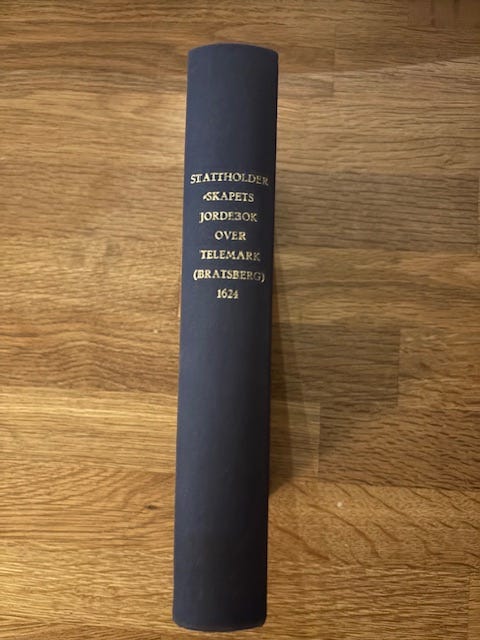 STATTHOLDER
-SKAPETS
JORDEBOK
OVER
TELEMARK
(BRATSBERG)
1624